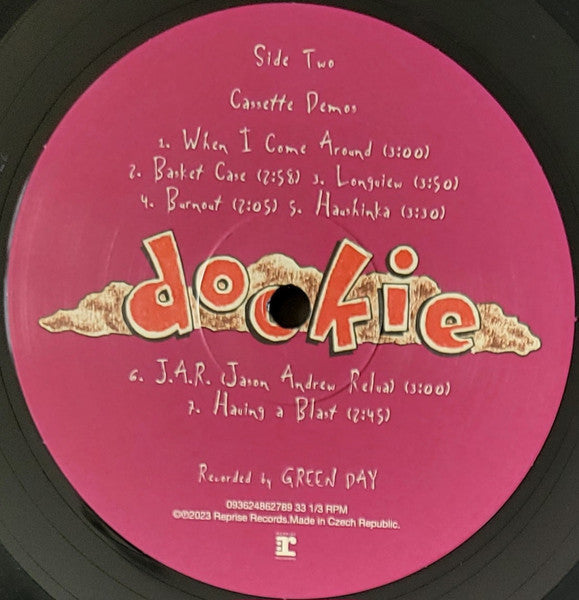 Side Two
Cassette Demos
1. When I Come Around (3:00)
2. Basket Case (2:58) 3. Longview (3:50)
4. Burnout (2:05) 5. Haushinka (3:30)
dookie
6. J.A.R. (Jason Andrew Relva) (3:00)
7. Having a Blast (2:45)
Recorded by GREEN DAY
093624862789 33 1/3 RPM
©℗2023 Reprise Records.Made in Czech Republic.
REPRISE
r